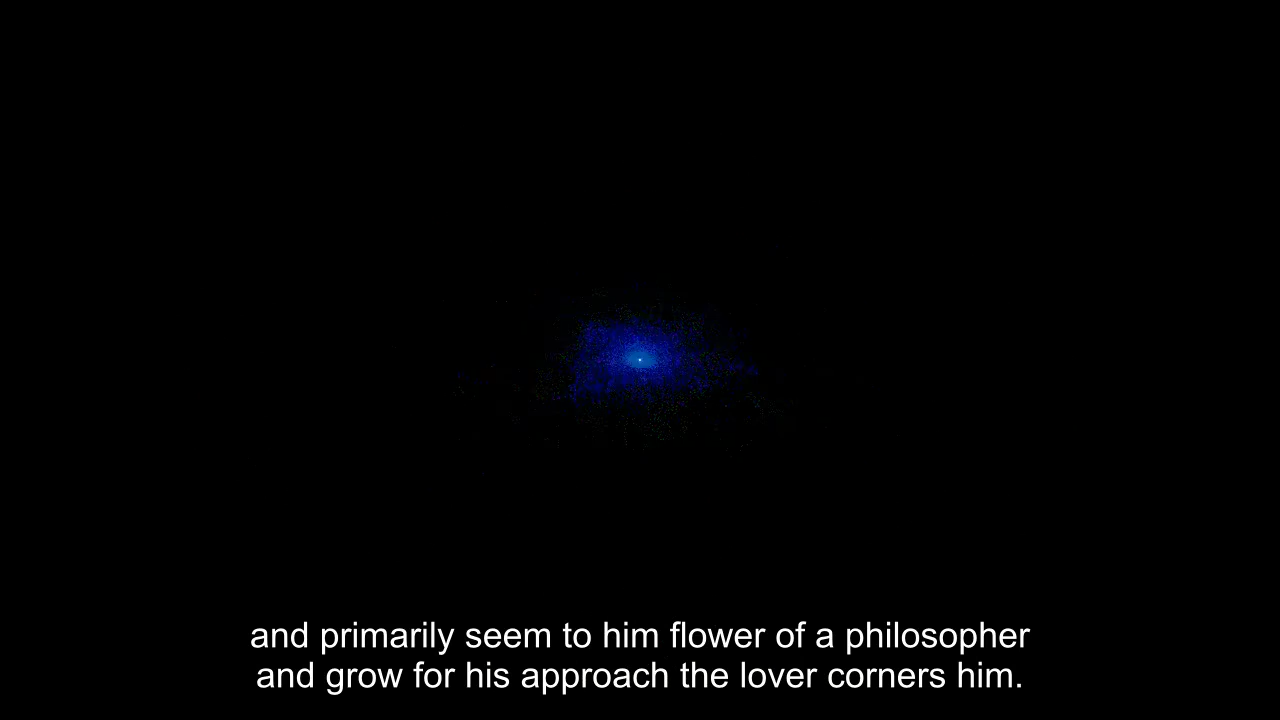 and primarily seem to him flower of a philosopher
and grow for his approach the lover corners him.